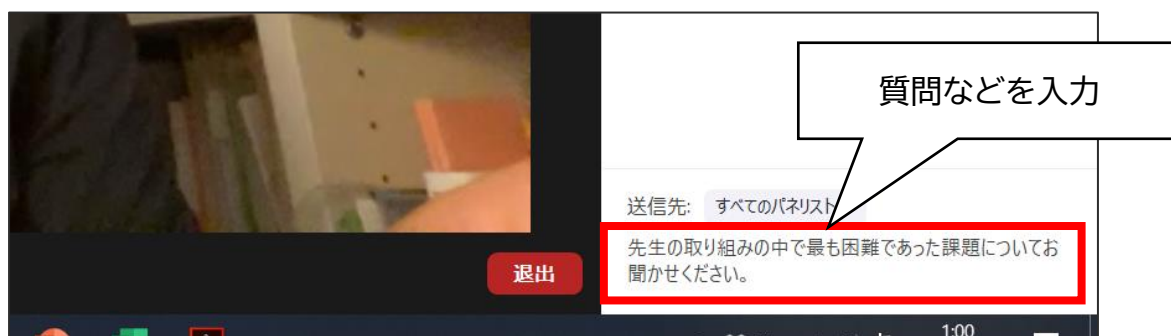 質問などを入力
送信先: すべてのパネリスト
先生の取り組みの中で最も困難であった課題についてお
聞かせください。
退出
1:00